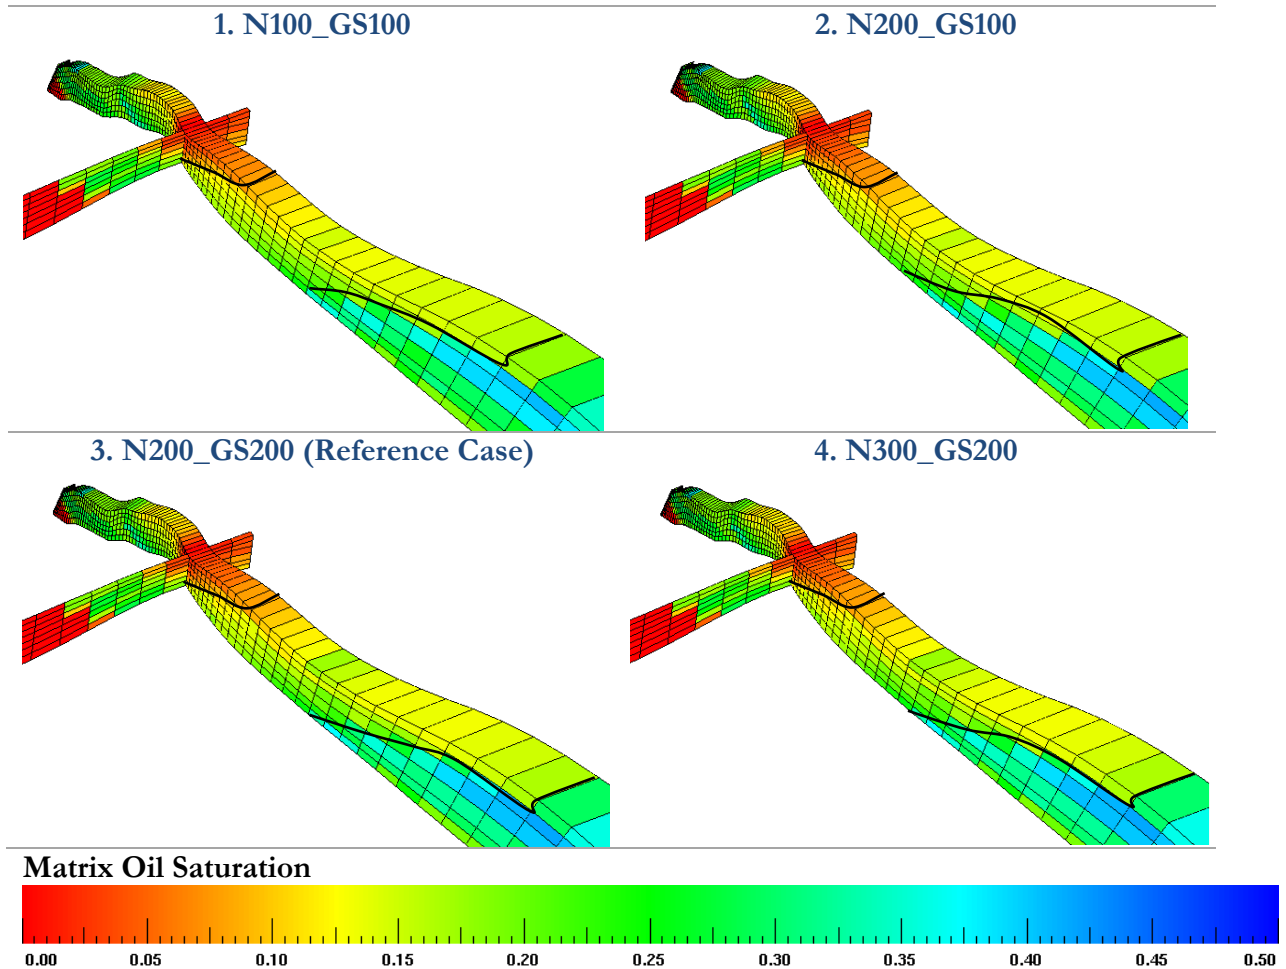 1. N100_GS100
2. N200_GS100
3. N200_GS200 (Reference Case)
4. N300_GS200
Matrix Oil Saturation
0.00 0.05 0.10 0.15 0.20 0.25 0.30 0.35 0.40 0.45 0.50